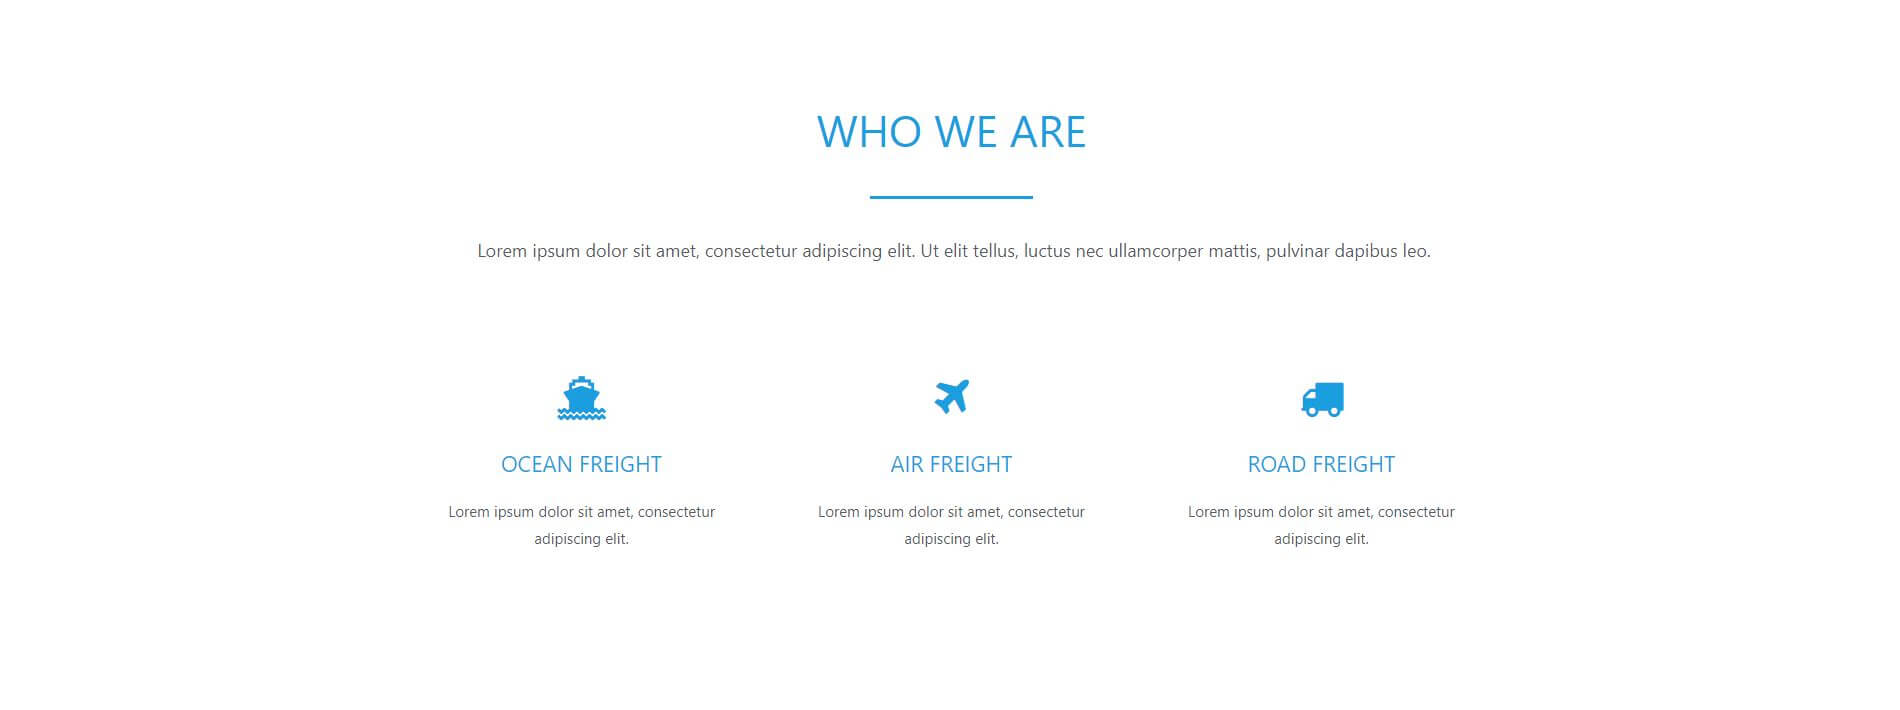 WHO WE ARE
Lorem ipsum dolor sit amet, consectetur adipiscing elit. Ut elit tellus, luctus nec ullamcorper mattis, pulvinar dapibus leo.
OCEAN FREIGHT
Lorem ipsum dolor sit amet, consectetur
adipiscing elit.
AIR FREIGHT
Lorem ipsum dolor sit amet, consectetur
adipiscing elit.
ROAD FREIGHT
Lorem ipsum dolor sit amet, consectetur
adipiscing elit.